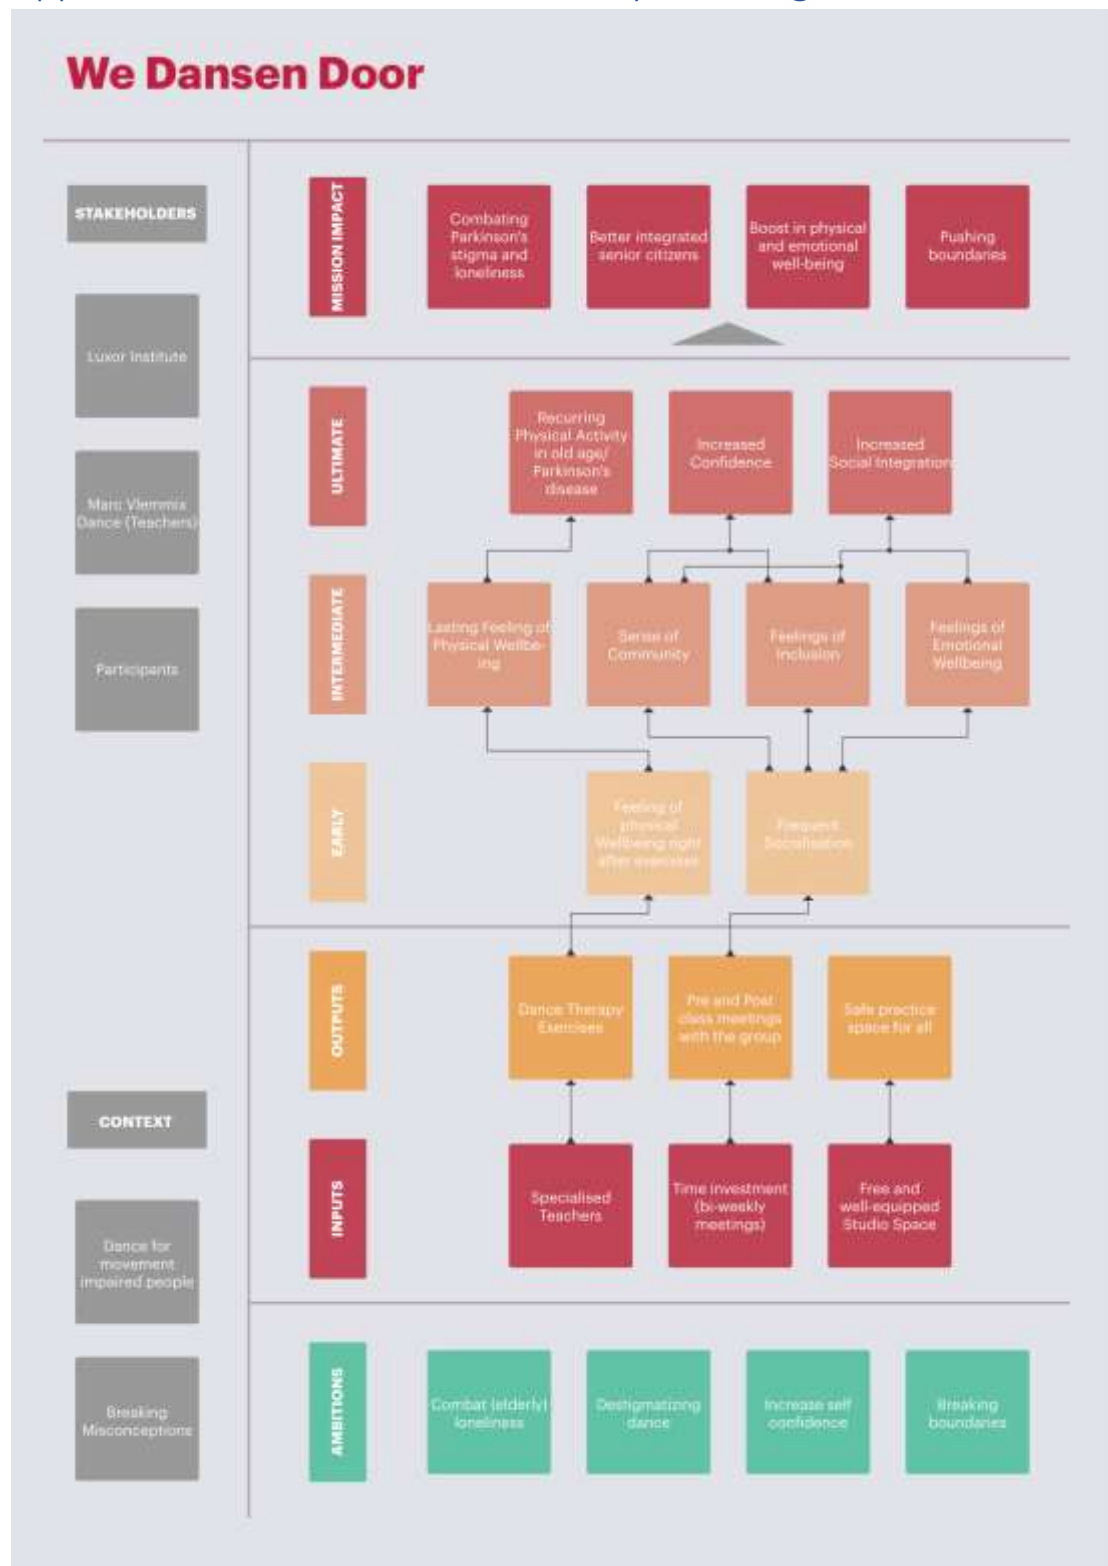 We Dansen Door
STAKEHOLDERS
Luxor Institute
Marc Vlemmix
Dance (Teachers)
Participants
CONTEXT
Dance for
movement
impaired people
Breaking
Misconceptions
MISSION IMPACT
Combating
Parkinson's
stigma and
loneliness
Better integrated
senior citizens
Boost in physical
and emotional
well-being
Pushing
boundaries
ULTIMATE
Recurring
Physical Activity
in old age/
Parkinson's
disease
Increased
Confidence
Increased
Social Integration
INTERMEDIATE
Lasting Feeling of
Physical Wellbe-
ing
Sense of
Community
Feelings of
Inclusion
Feelings of
Emotional
Wellbeing
EARLY
Feeling of
physical
Wellbeing right
after exercises
Frequent
Socialisation
OUTPUTS
Dance Therapy
Exercises
Pre and Post
class meetings
with the group
Safe practice
space for all
INPUTS
Specialised
Teachers
Time investment
(bi-weekly
meetings)
Free and
well-equipped
Studio Space
AMBITIONS
Combat (elderly)
loneliness
Destigmatizing
dance
Increase self
confidence
Breaking
boundaries